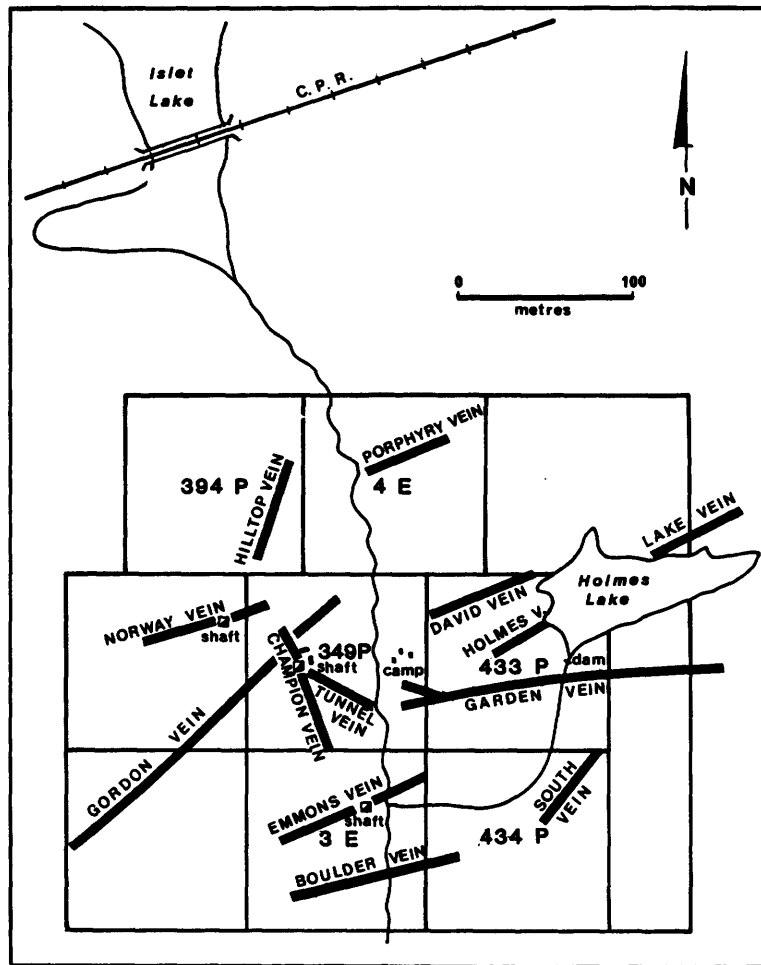 Islet
Lake
C. P. R.
N
0 100
metres
PORPHYRY VEIN
394 P
4 E
HILLTOP VEIN
LAKE VEIN
Holmes
Lake
NORWAY VEIN
shaft
DAVID VEIN
HOLMES V.
349P
shaft
camp
433 P
dam
CHAMPION VEIN
TUNNEL
VEIN
GARDEN VEIN
GORDON VEIN
EMMONS VEIN
shaft
3 E
SOUTH
VEIN
434 P
BOULDER VEIN